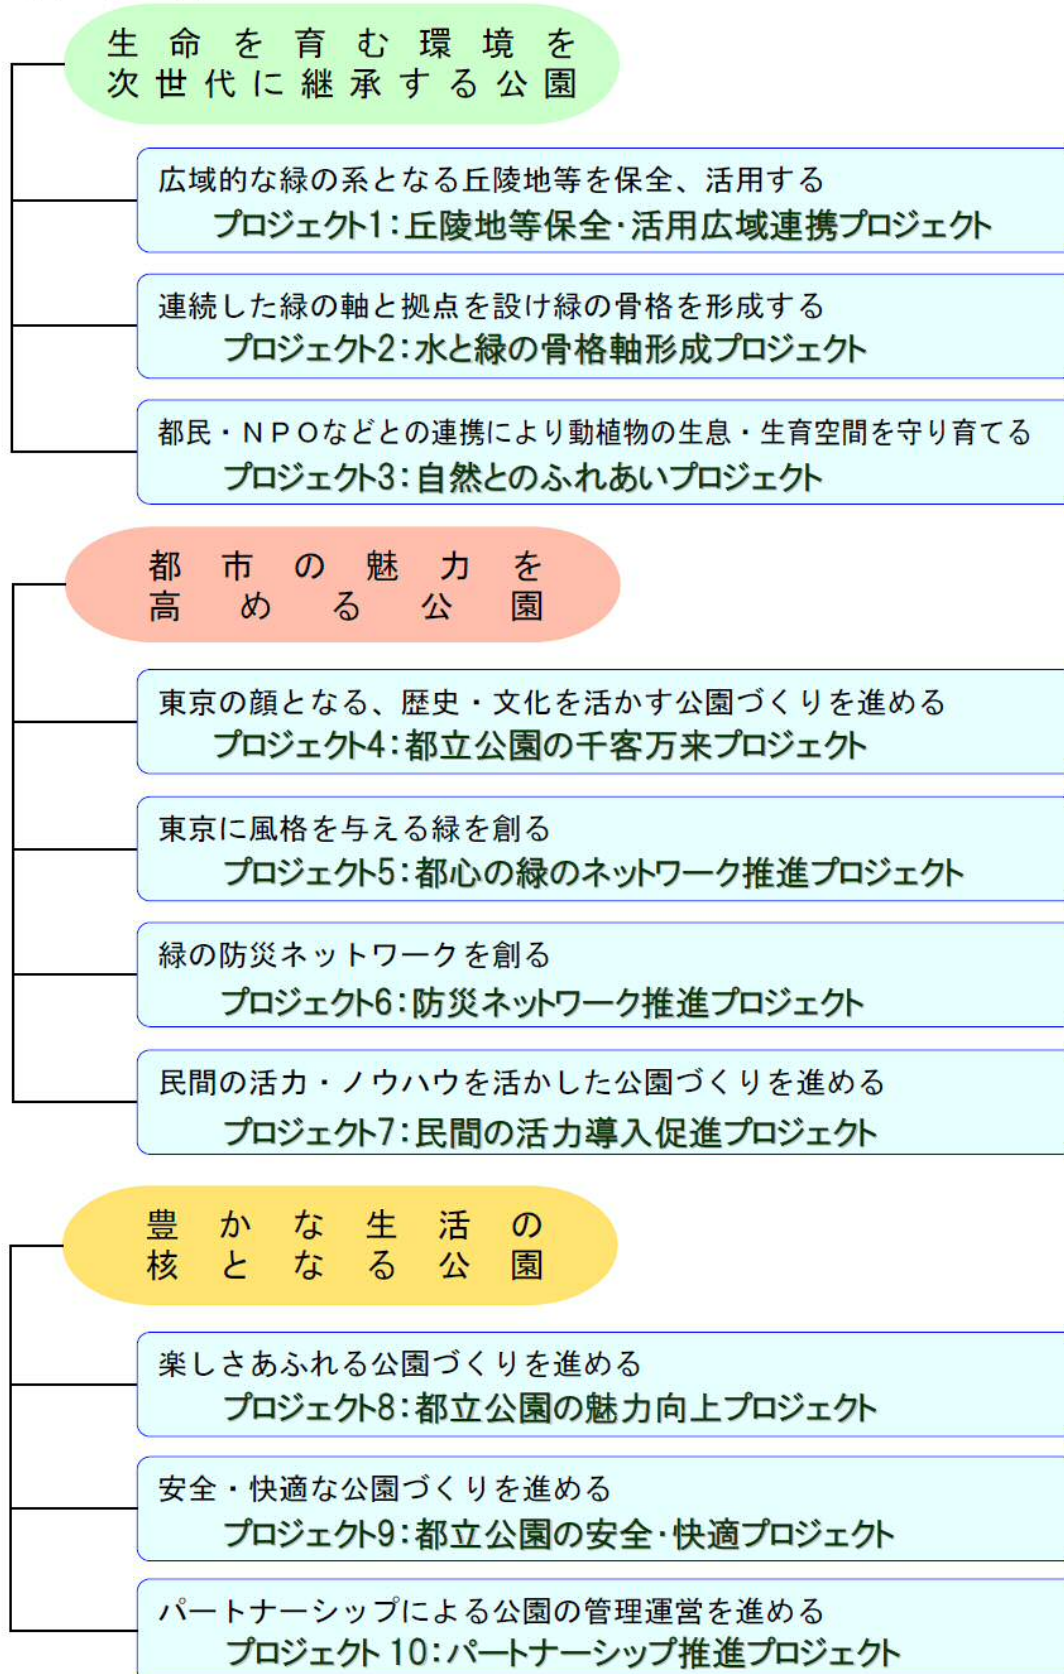 生命を育む環境を
次世代に継承する公園
広域的な緑の系となる丘陵地等を保全、活用する
プロジェクト1：丘陵地等保全・活用広域連携プロジェクト
連続した緑の軸と拠点を設け緑の骨格を形成する
プロジェクト2：水と緑の骨格軸形成プロジェクト
都民・ＮＰＯなどとの連携により動植物の生息・生育空間を守り育てる
プロジェクト3：自然とのふれあいプロジェクト
都市の魅力を
高める公園
東京の顔となる、歴史・文化を活かす公園づくりを進める
プロジェクト4：都立公園の千客万来プロジェクト
東京に風格を与える緑を創る
プロジェクト5：都心の緑のネットワーク推進プロジェクト
緑の防災ネットワークを創る
プロジェクト6：防災ネットワーク推進プロジェクト
民間の活力・ノウハウを活かした公園づくりを進める
プロジェクト7：民間の活力導入促進プロジェクト
豊かな生活の
核となる公園
楽しさあふれる公園づくりを進める
プロジェクト8：都立公園の魅力向上プロジェクト
安全・快適な公園づくりを進める
プロジェクト9：都立公園の安全・快適プロジェクト
パートナーシップによる公園の管理運営を進める
プロジェクト10：パートナーシップ推進プロジェクト